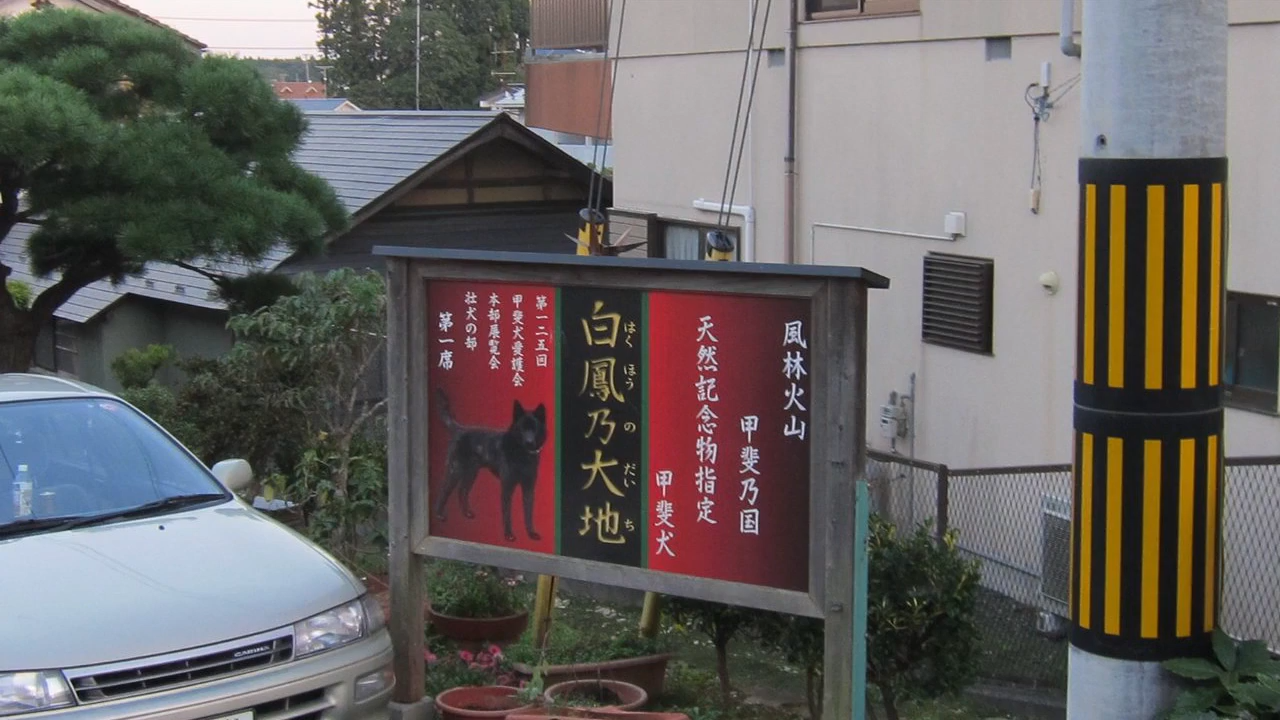 風林火山
甲斐乃国
天然記念物指定
甲斐犬
白鳳乃大地
はくほうのだいち
第一二五回
甲斐犬愛護会
本部展覧会
壮犬の部
第一席
CARINA